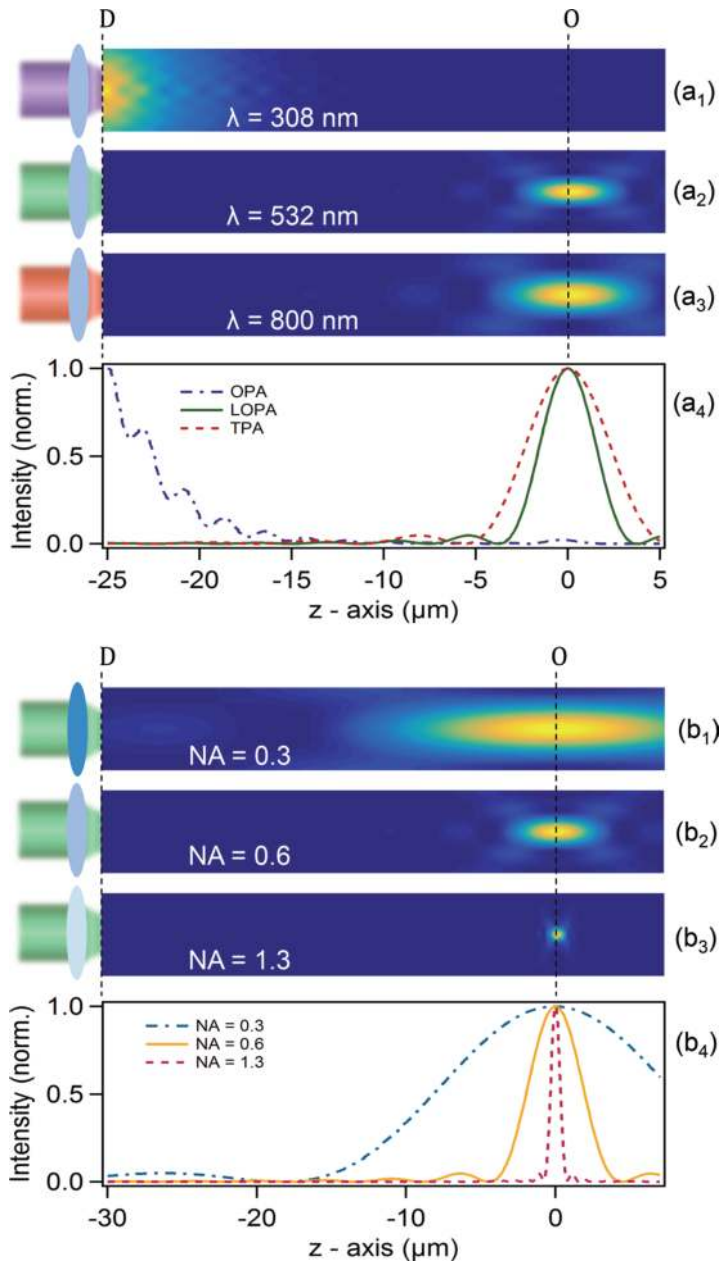 D O
(a₁)
λ = 308 nm
(a₂)
λ = 532 nm
(a₃)
λ = 800 nm
(a₄)
Intensity (norm.)
1.0
0.5
0.0
OPA
LOPA
TPA
-25 -20 -15 -10 -5 0 5
z - axis (μm)
D O
(b₁)
NA = 0.3
(b₂)
NA = 0.6
(b₃)
NA = 1.3
(b₄)
Intensity (norm.)
1.0
0.5
0.0
NA = 0.3
NA = 0.6
NA = 1.3
-30 -20 -10 0
z - axis (μm)